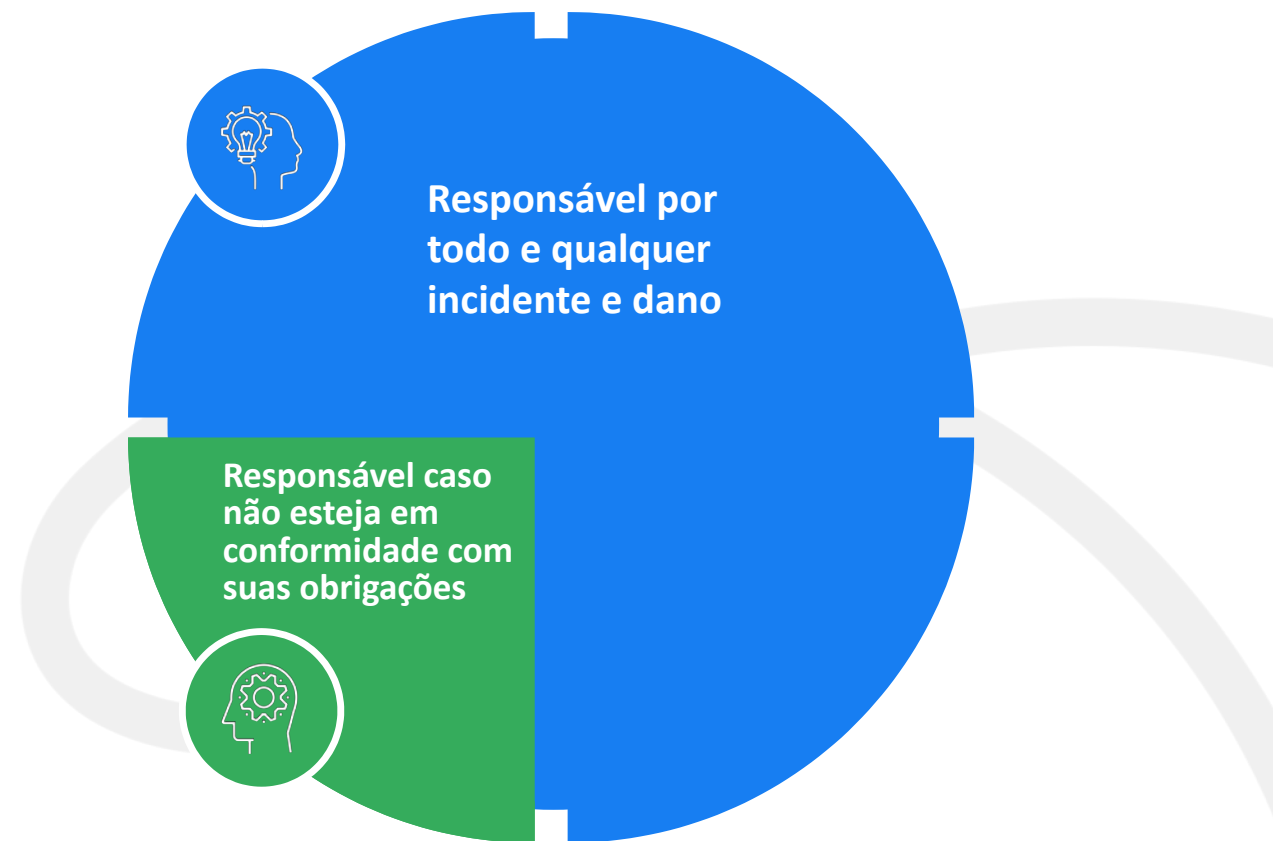 Responsável por
todo e qualquer
incidente e dano
Responsável caso
não esteja em
conformidade com
suas obrigações